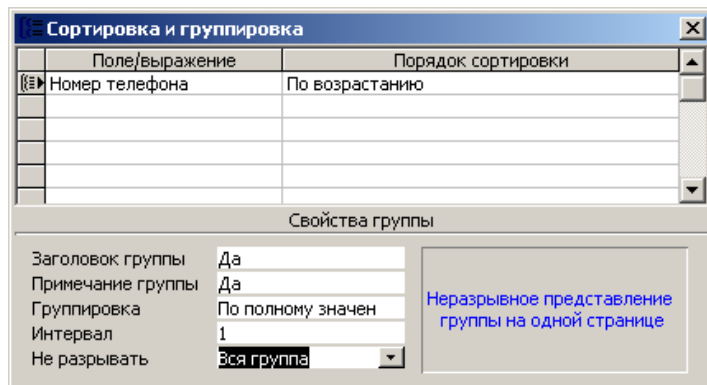 Сортировка и группировка
Поле/выражение Порядок сортировки
Номер телефона По возрастанию
Свойства группы
Заголовок группы Да
Примечание группы Да
Группировка По полному значен
Интервал 1
Не разрывать Вся группа
Неразрывное представление
группы на одной странице